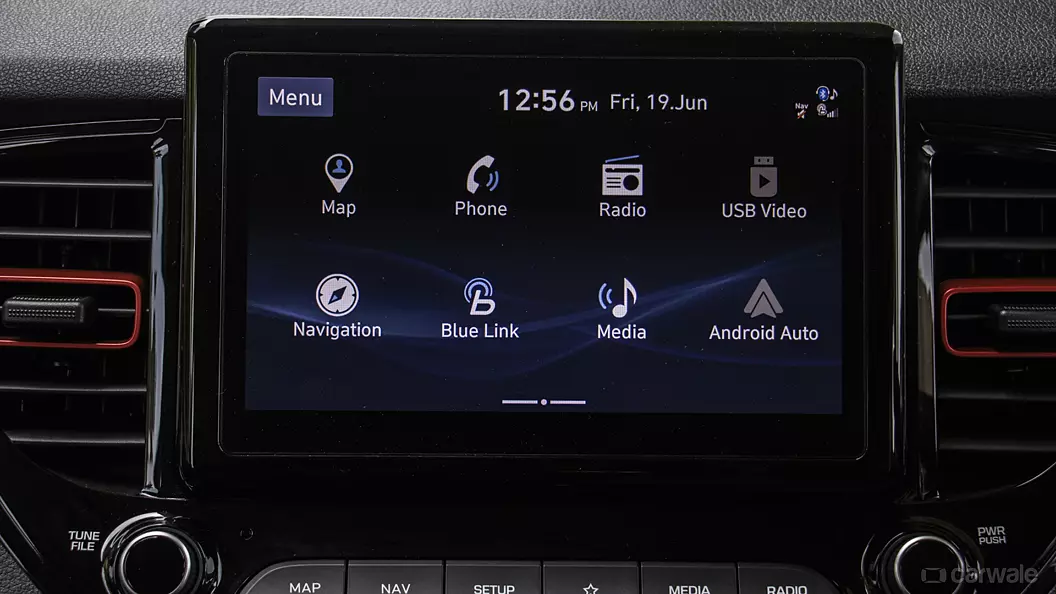 Menu
12:56 PM Fri, 19.Jun
Nav
Map
Phone
Radio
USB Video
Navigation
Blue Link
Media
Android Auto
TUNE
FILE
PWR
PUSH
MAP
NAV
SETUP
MEDIA
RADIO
carwale